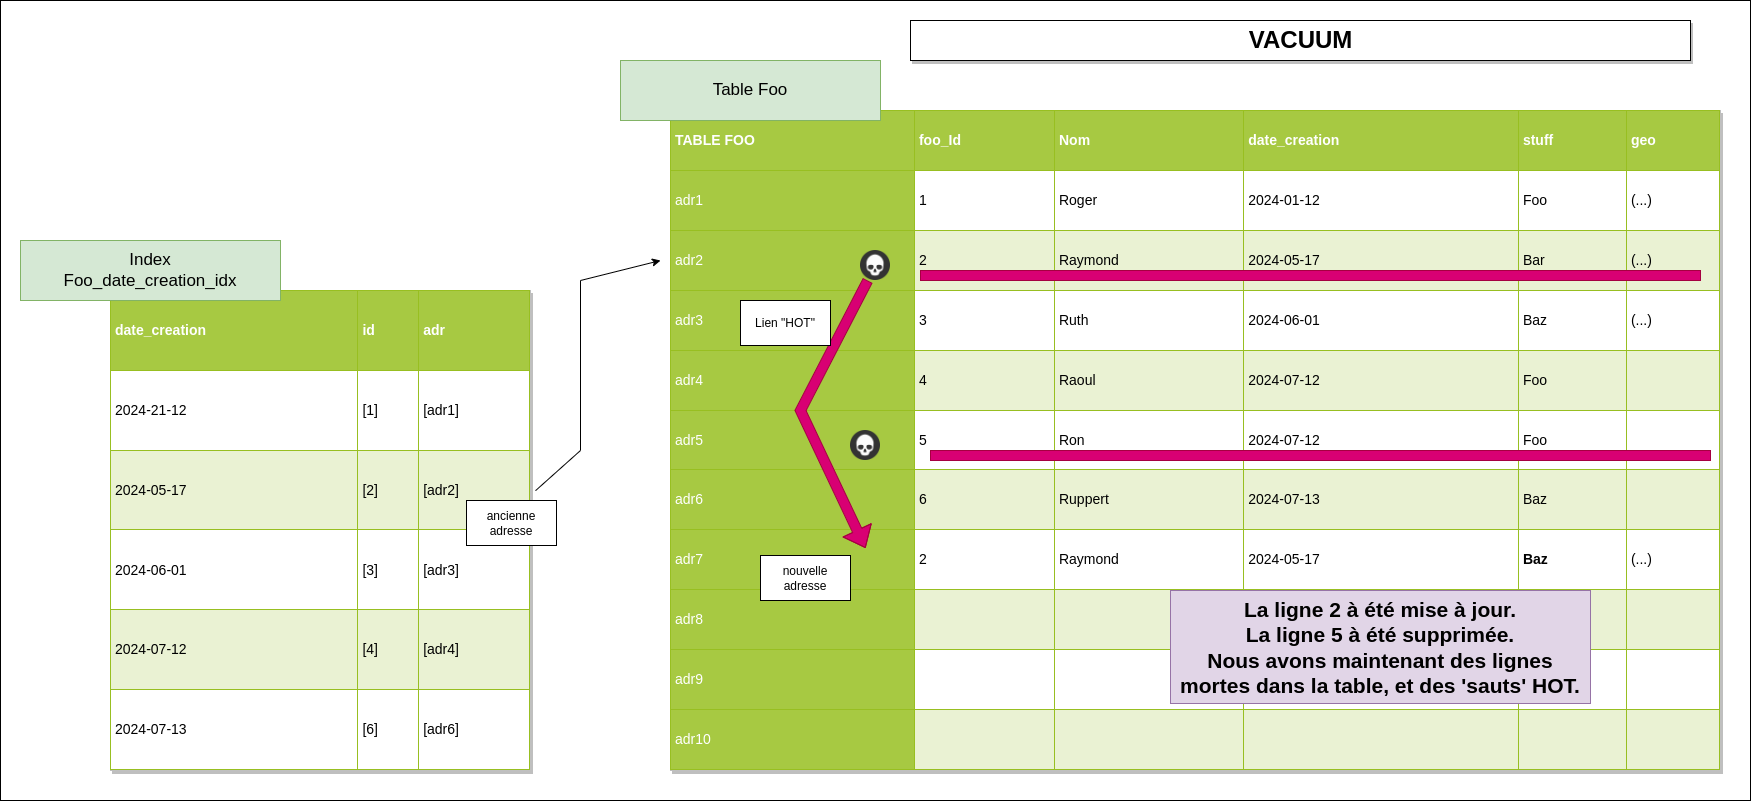 VACUUM
Table Foo
TABLE FOO foo_Id Nom date_creation stuff geo
adr1 1 Roger 2024-01-12 Foo (...)
adr2 2 Raymond 2024-05-17 Bar (...)
adr3 3 Ruth 2024-06-01 Baz (...)
adr4 4 Raoul 2024-07-12 Foo
adr5 5 Ron 2024-07-12 Foo
adr6 6 Ruppert 2024-07-13 Baz
adr7 2 Raymond 2024-05-17 Baz (...)
adr8
adr9
adr10
Lien "HOT"
nouvelle
adresse
La ligne 2 à été mise à jour.
La ligne 5 à été supprimée.
Nous avons maintenant des lignes
mortes dans la table, et des 'sauts' HOT.
Index
Foo_date_creation_idx
date_creation id adr
2024-21-12 [1] [adr1]
2024-05-17 [2] [adr2]
2024-06-01 [3] [adr3]
2024-07-12 [4] [adr4]
2024-07-13 [6] [adr6]
ancienne
adresse